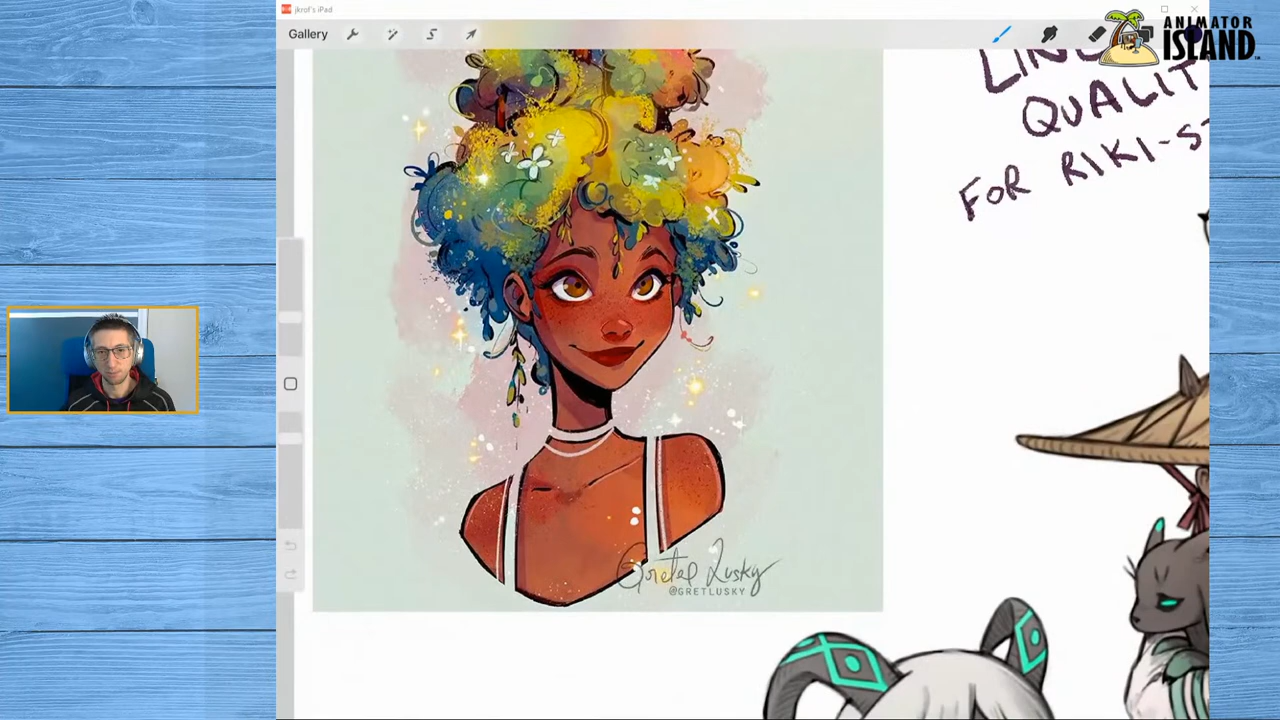 jkrof's iPad
Gallery
ANIMATOR
ISLAND
QUALIT
FOR RIKI-S
Gretel Lusky
@GRETLUSKY